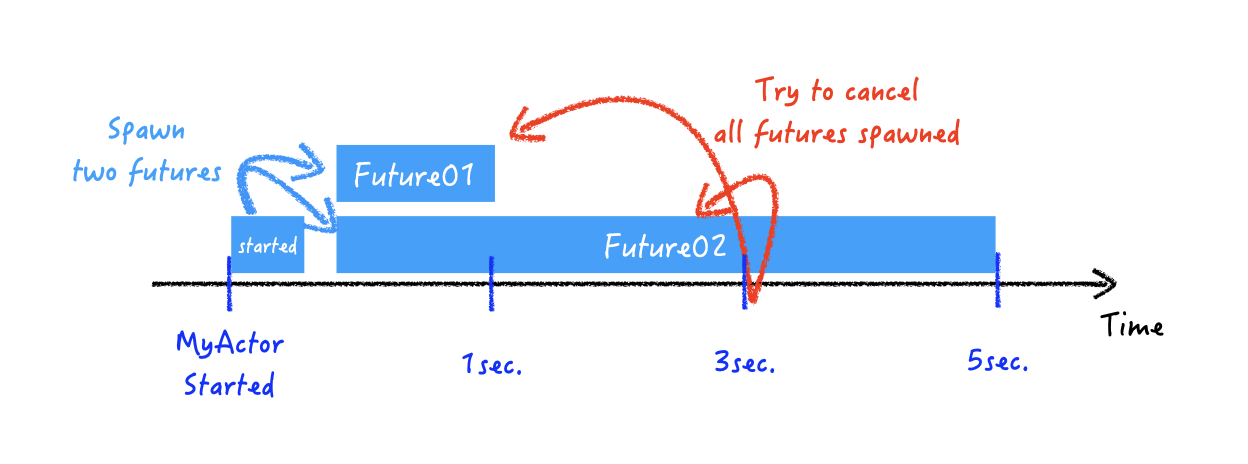 Try to cancel
all futures spawned
Spawn
two futures
Future01
started
Future02
Time
MyActor
Started
1sec.
3sec.
5sec.